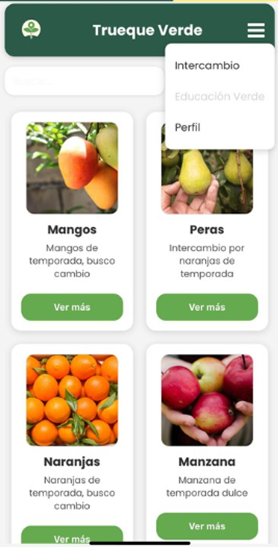 Trueque Verde
Intercambio
Educación Verde
Perfil
Mangos
Peras
Mangos de
temporada, busco
cambio
Intercambio por
naranjas de
temporada
Ver más
Ver más
Naranjas
Manzana
Naranjas de
temporada, busco
cambio
Manzana de
temporada dulce
Ver más
Ver más